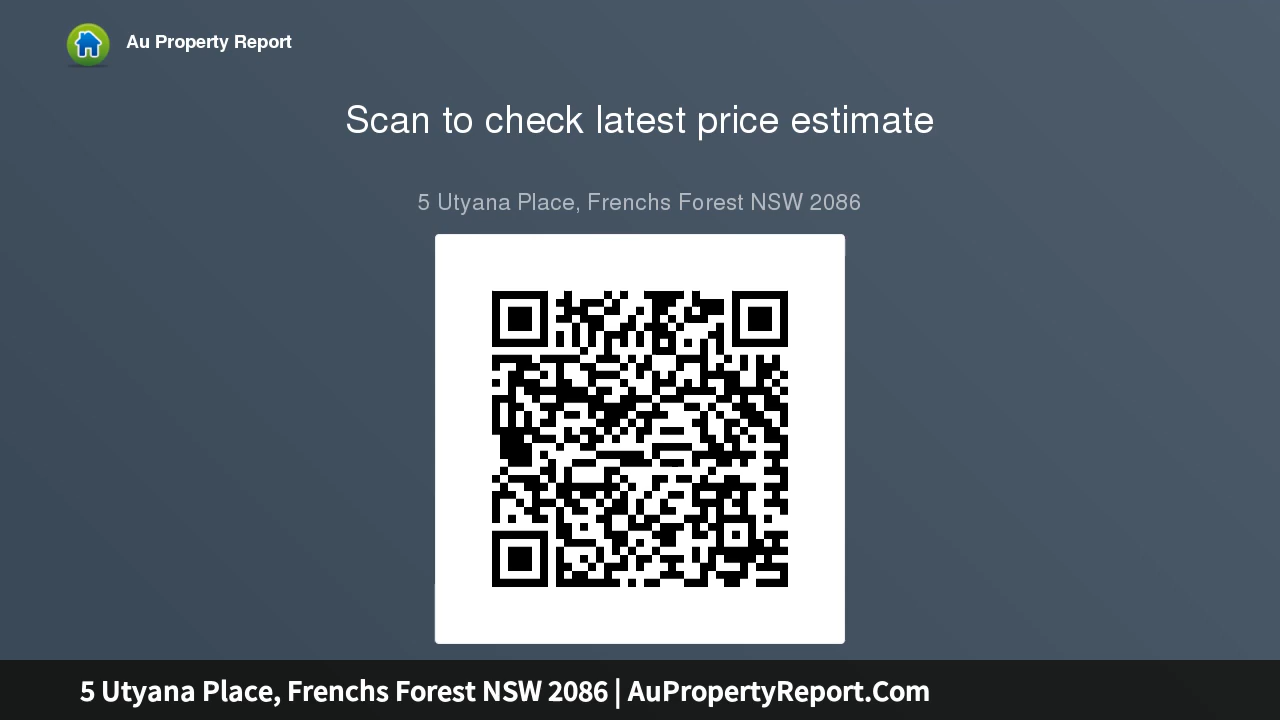 Au Property Report
Scan to check latest price estimate
5 Utyana Place, Frenchs Forest NSW 2086
5 Utyana Place, Frenchs Forest NSW 2086 | AuPropertyReport.Com